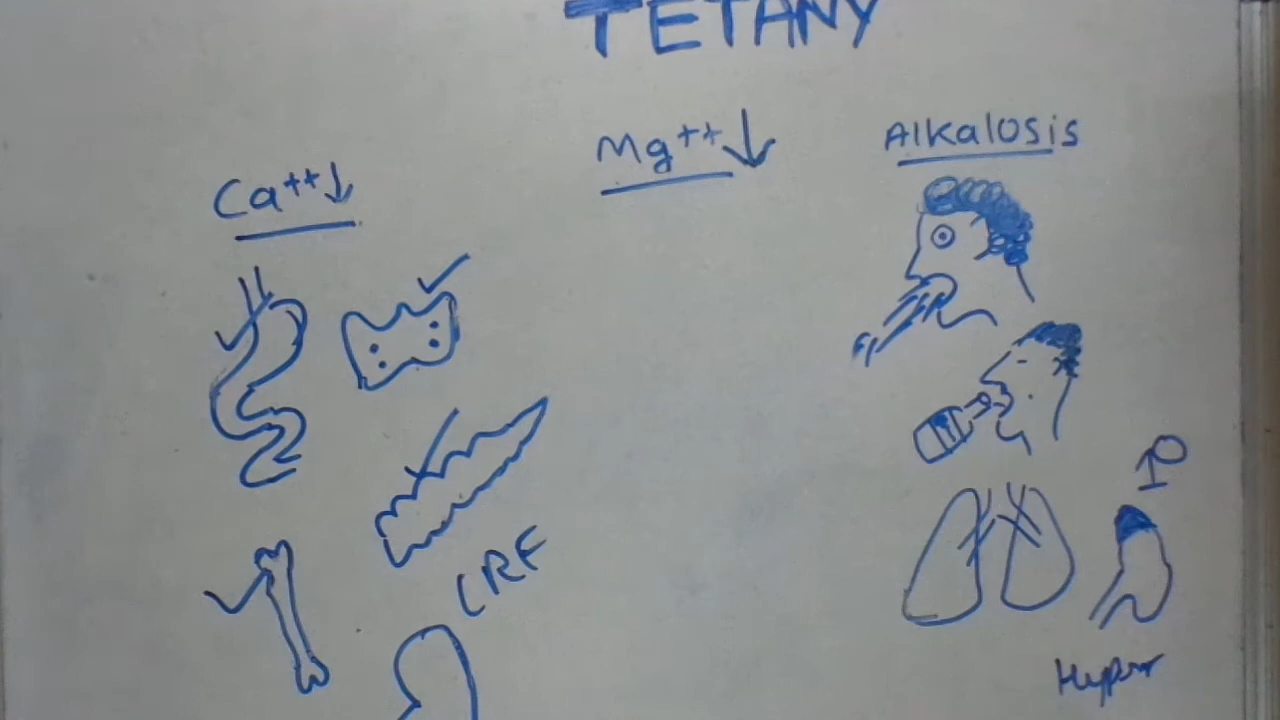 TETANY
Ca++↓
Mg++↓
Alkalosis
CRF
1°
Hyper